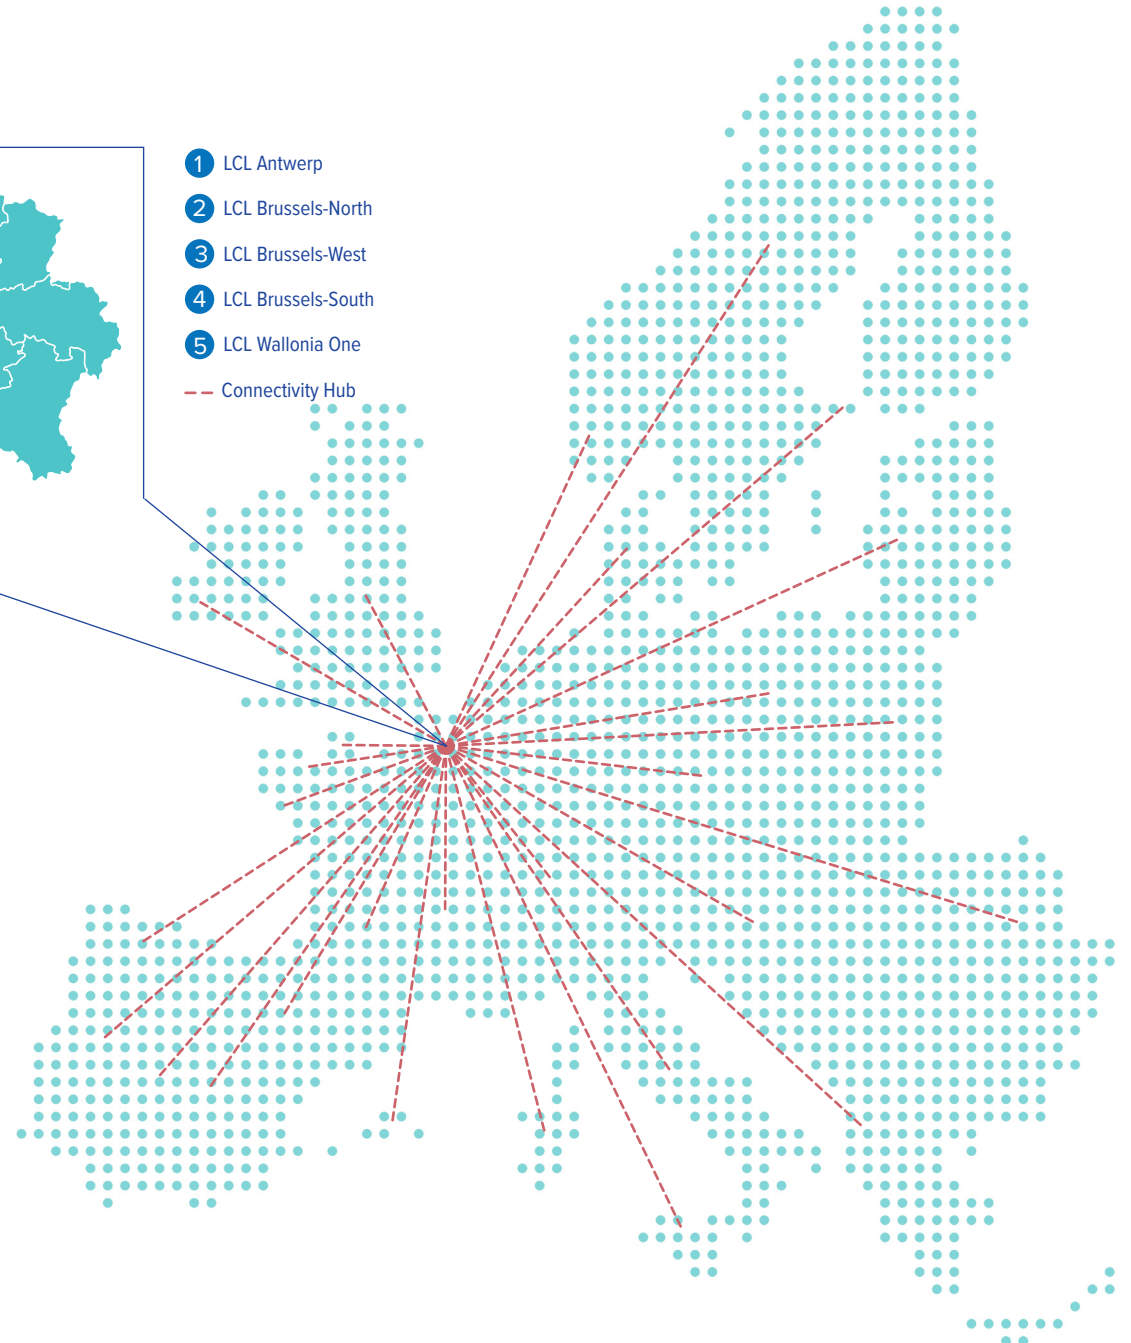 1 LCL Antwerp
2 LCL Brussels-North
3 LCL Brussels-West
4 LCL Brussels-South
5 LCL Wallonia One
Connectivity Hub